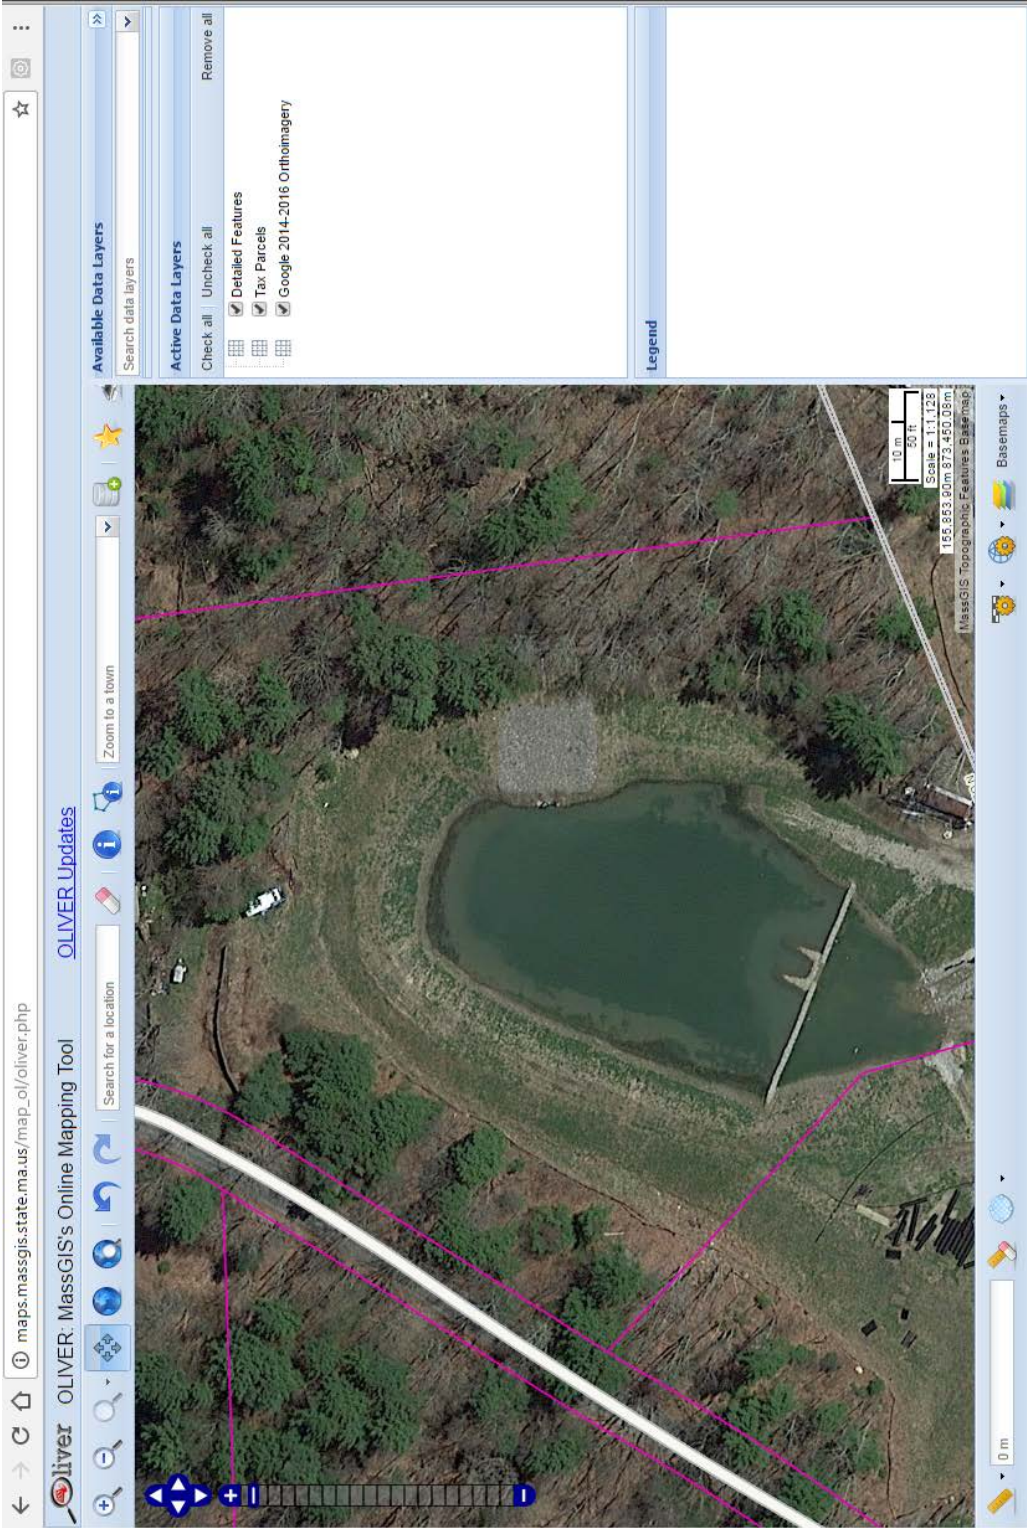 maps.massgis.state.ma.us/map_ol/oliver.php
Oliver OLIVER: MassGIS's Online Mapping Tool OLIVER Updates
Search for a location
Zoom to a town
Available Data Layers
Search data layers
Active Data Layers
Check all Uncheck all Remove all
Detailed Features
Tax Parcels
Google 2014-2016 Orthoimagery
Legend
10 m
50 ft
Scale = 1:1,128
155,853.90m 873,450.08m
MassGIS Topographic Features Basemap
0 m
Basemaps